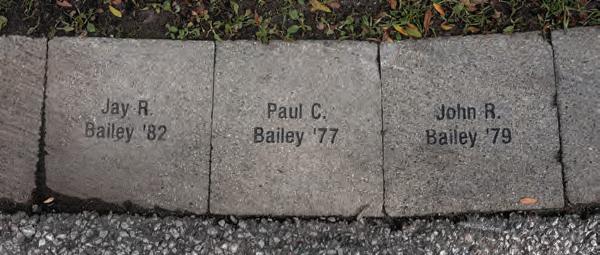 Jay R.
Bailey '82
Paul C.
Bailey '77
John R.
Bailey '79